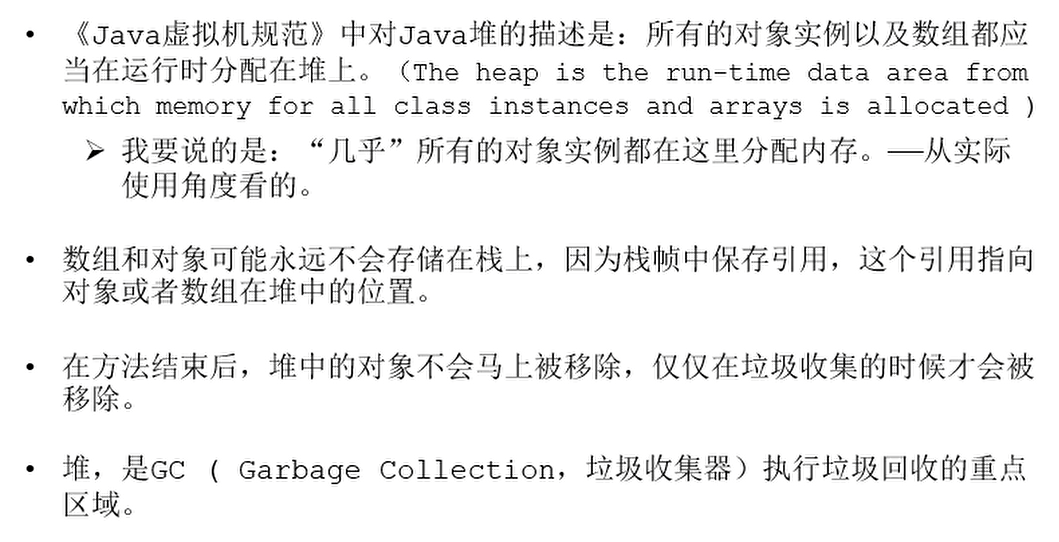 • 《Java虚拟机规范》中对Java堆的描述是：所有的对象实例以及数组都应
当在运行时分配在堆上。（The heap is the run-time data area from
which memory for all class instances and arrays is allocated )
➢ 我要说的是：“几乎”所有的对象实例都在这里分配内存。——从实际
使用角度看的。
• 数组和对象可能永远不会存储在栈上，因为栈帧中保存引用，这个引用指向
对象或者数组在堆中的位置。
• 在方法结束后，堆中的对象不会马上被移除，仅仅在垃圾收集的时候才会被
移除。
• 堆，是GC ( Garbage Collection，垃圾收集器）执行垃圾回收的重点
区域。